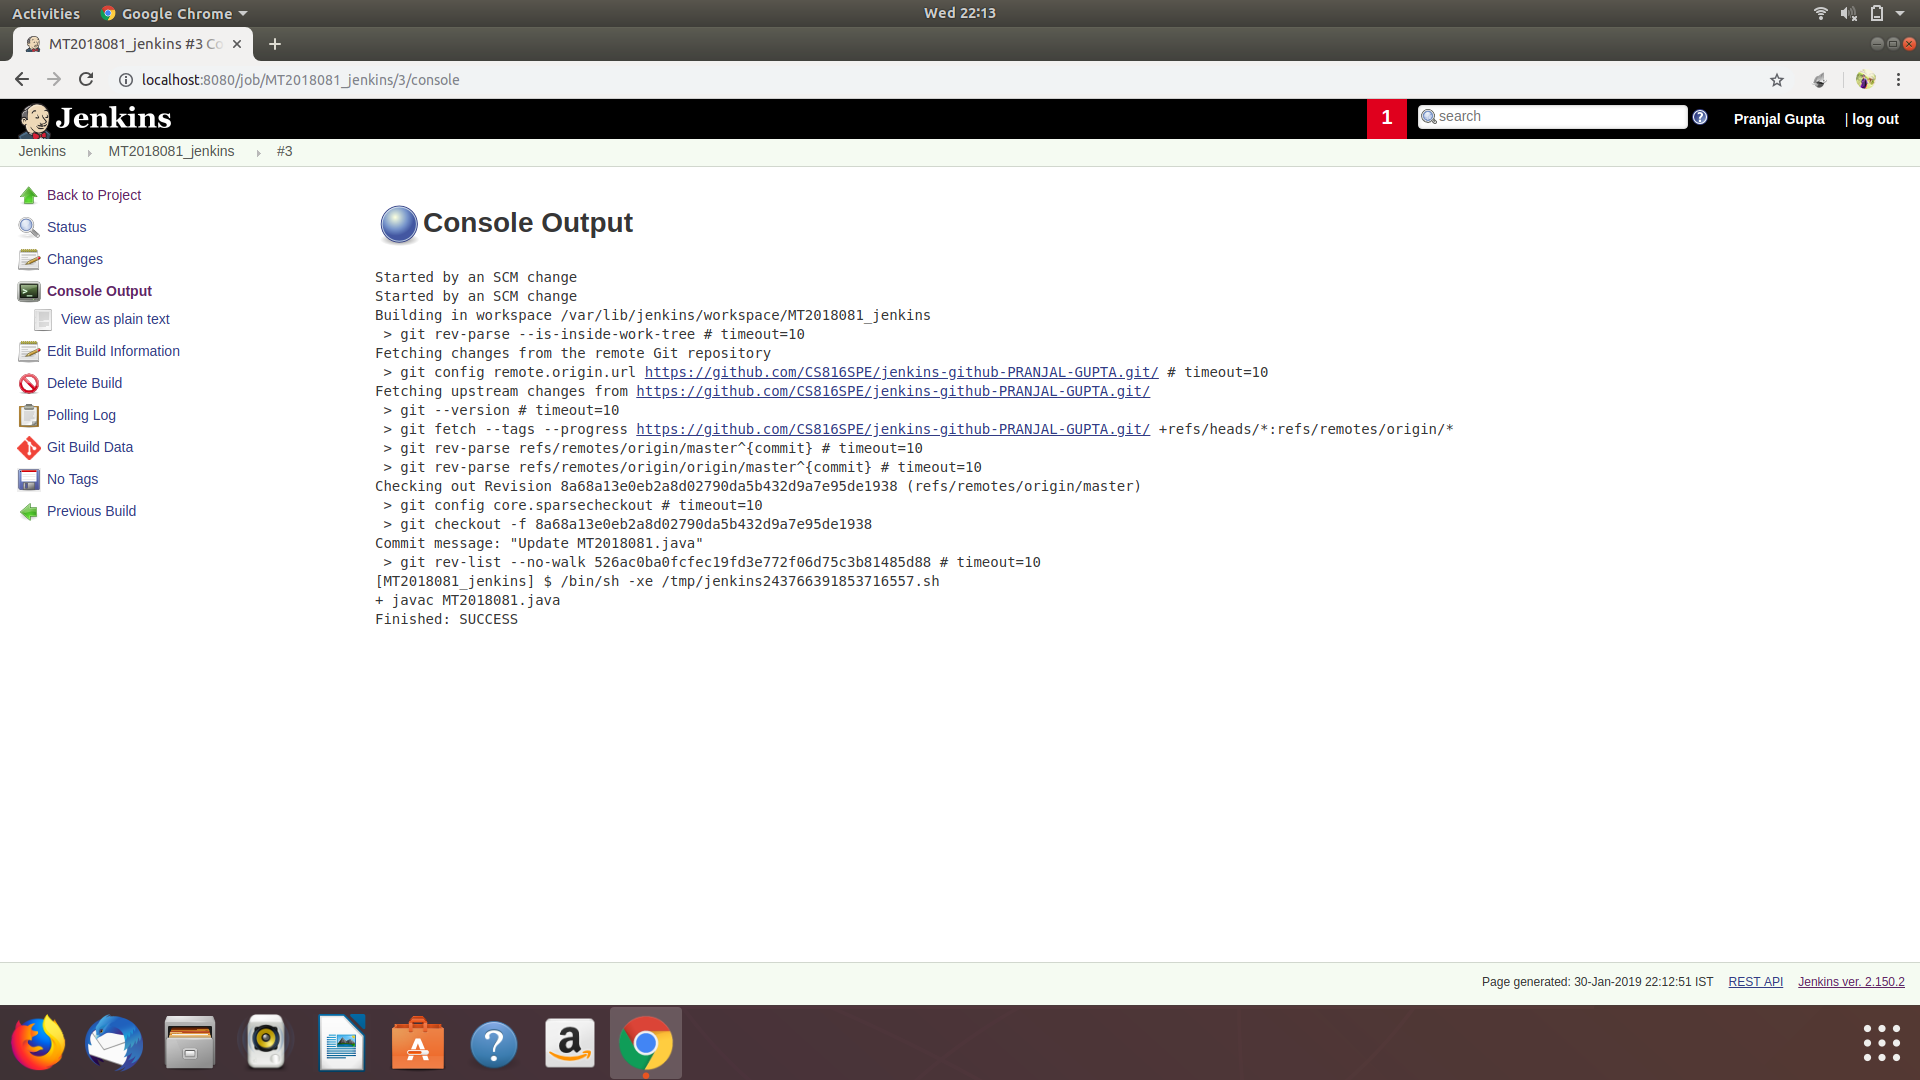 Activities
Google Chrome
Wed 22:13
MT2018081_jenkins #3 Co
localhost:8080/job/MT2018081_jenkins/3/console
Jenkins
1
search
?
Pranjal Gupta
| log out
Jenkins
MT2018081_jenkins
#3
Back to Project
Status
Changes
Console Output
View as plain text
Edit Build Information
Delete Build
Polling Log
Git Build Data
No Tags
Previous Build
Console Output
Started by an SCM change
Started by an SCM change
Building in workspace /var/lib/jenkins/workspace/MT2018081_jenkins
> git rev-parse --is-inside-work-tree # timeout=10
Fetching changes from the remote Git repository
> git config remote.origin.url https://github.com/CS816SPE/jenkins-github-PRANJAL-GUPTA.git/ # timeout=10
Fetching upstream changes from https://github.com/CS816SPE/jenkins-github-PRANJAL-GUPTA.git/
> git --version # timeout=10
> git fetch --tags --progress https://github.com/CS816SPE/jenkins-github-PRANJAL-GUPTA.git/ +refs/heads/*:refs/remotes/origin/*
> git rev-parse refs/remotes/origin/master^{commit} # timeout=10
> git rev-parse refs/remotes/origin/origin/master^{commit} # timeout=10
Checking out Revision 8a68a13e0eb2a8d02790da5b432d9a7e95de1938 (refs/remotes/origin/master)
> git config core.sparsecheckout # timeout=10
> git checkout -f 8a68a13e0eb2a8d02790da5b432d9a7e95de1938
Commit message: "Update MT2018081.java"
> git rev-list --no-walk 526ac0ba0fcfec19fd3e772f06d75c3b81485d88 # timeout=10
[MT2018081_jenkins] $ /bin/sh -xe /tmp/jenkins243766391853716557.sh
+ javac MT2018081.java
Finished: SUCCESS
Page generated: 30-Jan-2019 22:12:51 IST
REST API
Jenkins ver. 2.150.2